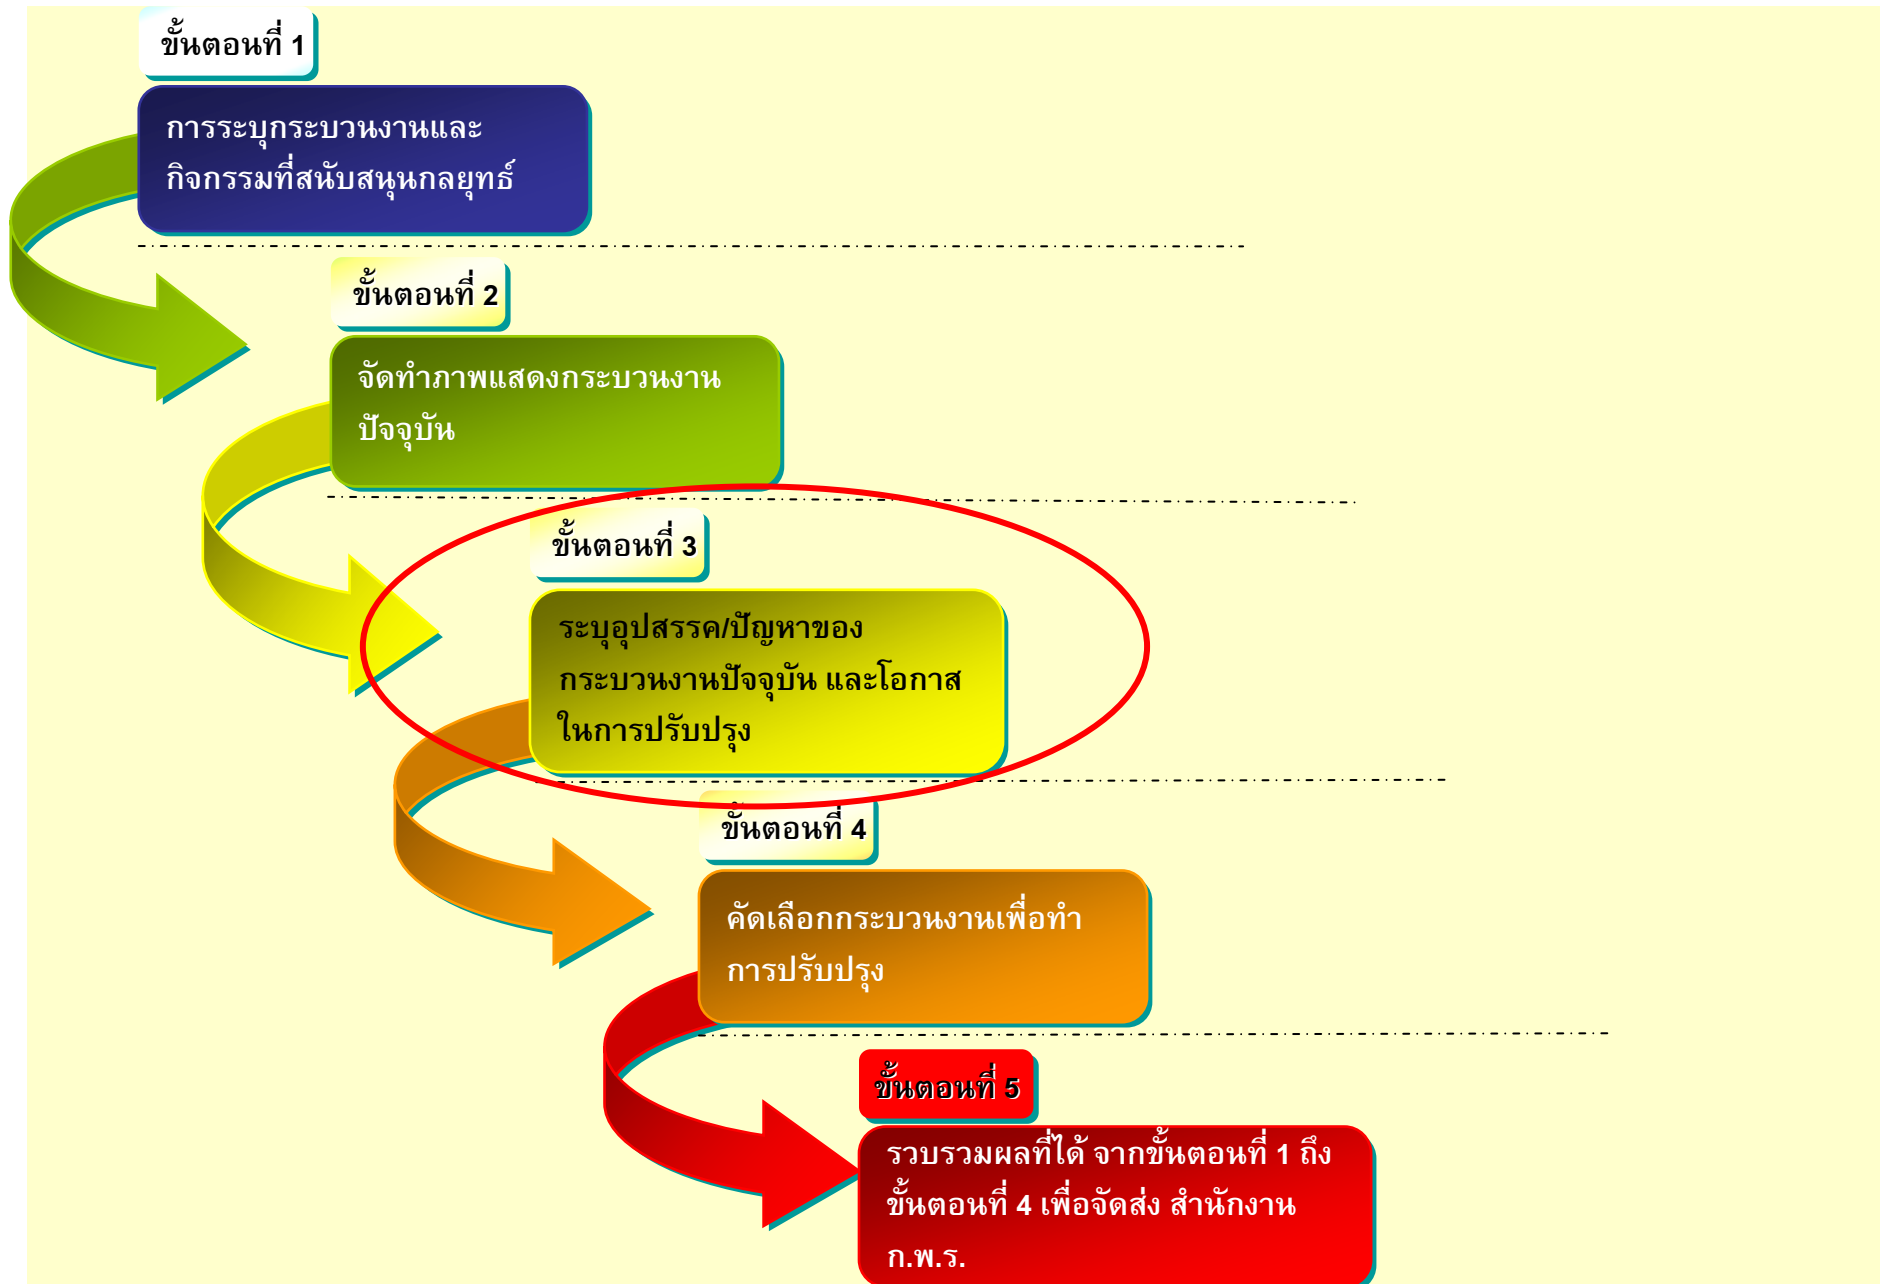 ขั้นตอนที่ 1
การระบุกระบวนงานและ
กิจกรรมที่สนับสนุนกลยุทธ์
ขั้นตอนที่ 2
จัดทำภาพแสดงกระบวนงาน
ปัจจุบัน
ขั้นตอนที่ 3
ระบุอุปสรรค/ปัญหาของ
กระบวนงานปัจจุบัน และโอกาส
ในการปรับปรุง
ขั้นตอนที่ 4
คัดเลือกกระบวนงานเพื่อทำ
การปรับปรุง
ขั้นตอนที่ 5
รวบรวมผลที่ได้ จากขั้นตอนที่ 1 ถึง
ขั้นตอนที่ 4 เพื่อจัดส่ง สำนักงาน
ก.พ.ร.